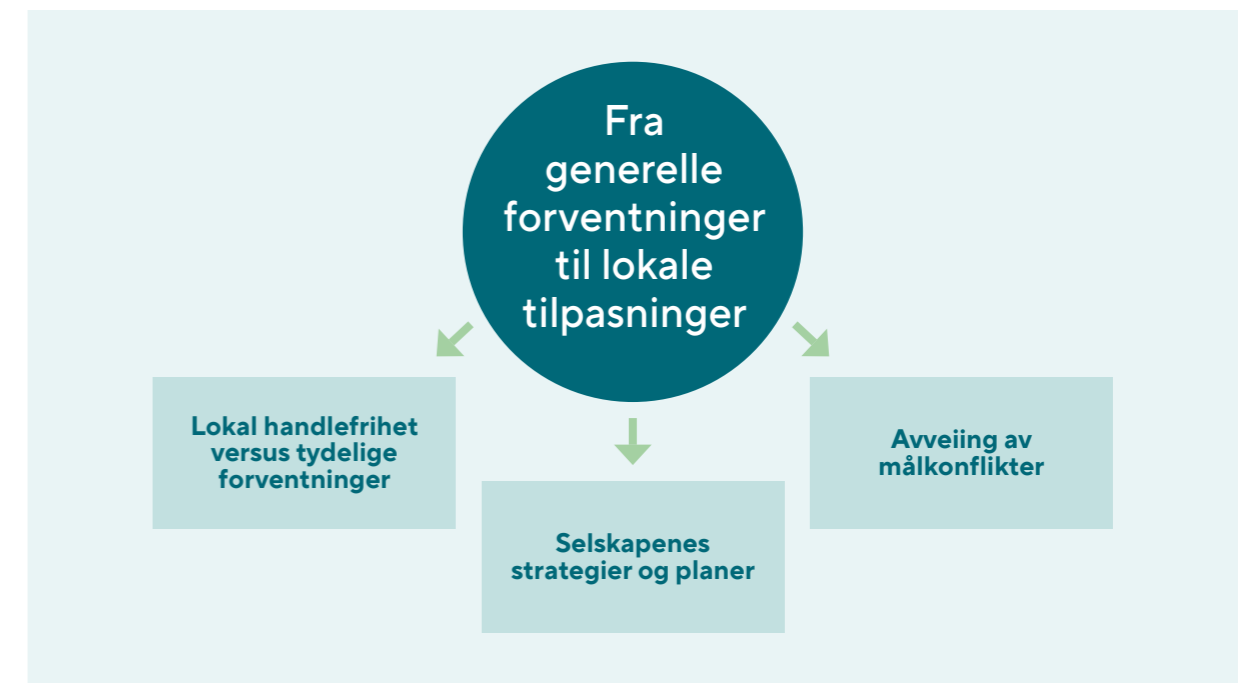 Fra
generelle
forventninger
til lokale
tilpasninger
Lokal handlefrihet
versus tydelige
forventninger
Selskapenes
strategier og planer
Avveiing av
målkonflikter